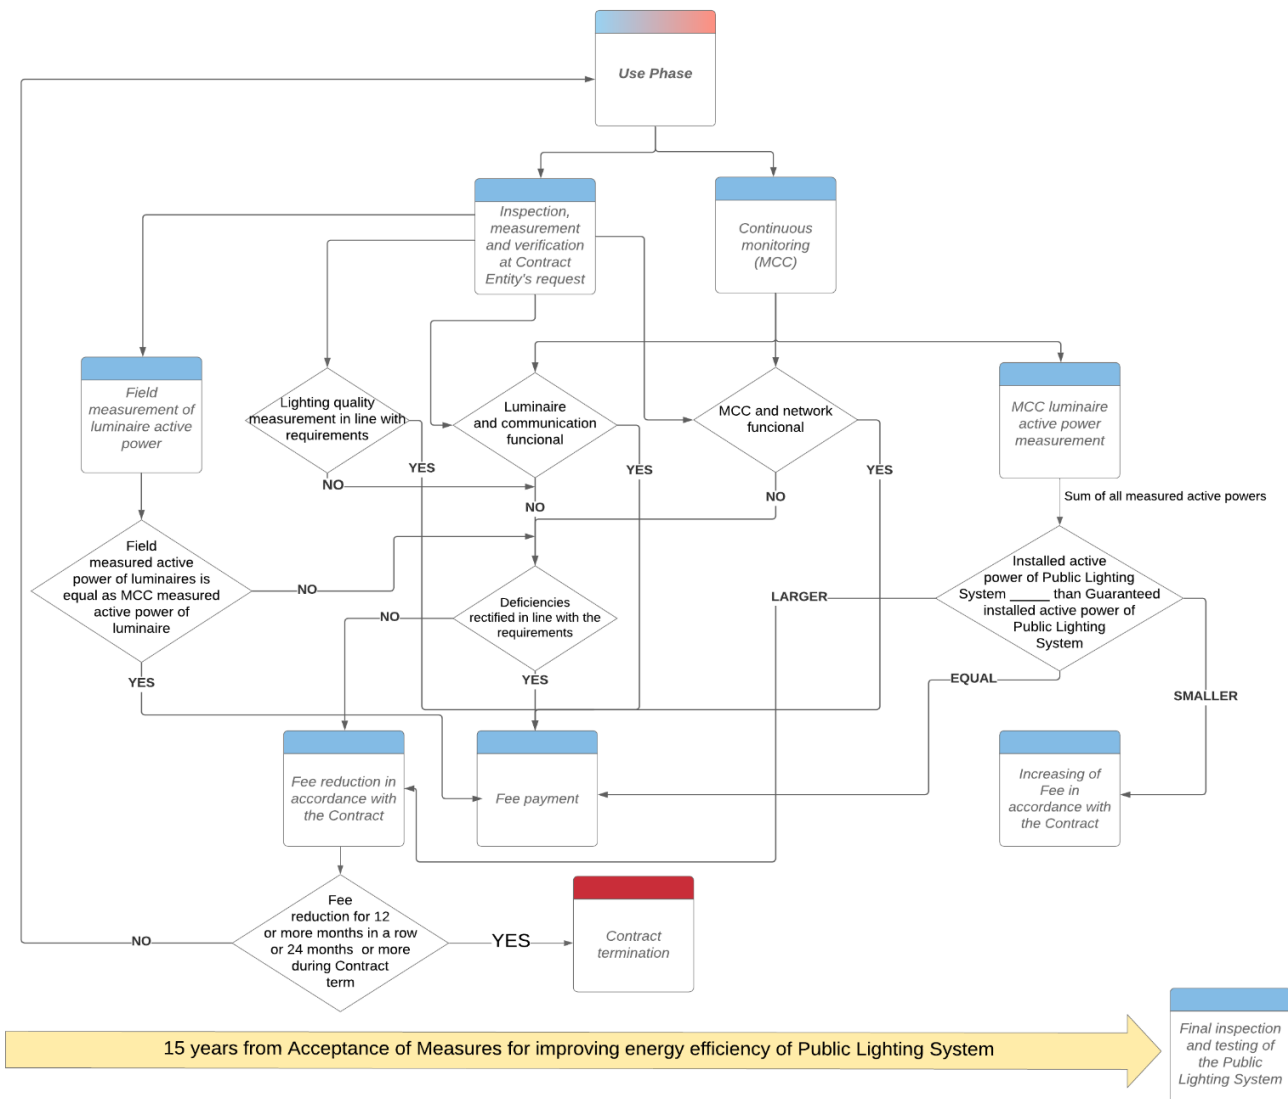 Use Phase
Inspection,
measurement
and verification
at Contract
Entity's request
Continuous
monitoring
(MCC)
Field
measurement of
luminaire active
power
Lighting quality
measurement in line with
requirements
Luminaire
and communication
funcional
MCC and network
funcional
MCC luminaire
active power
measurement
YES
YES
YES
NO
NO
NO
Sum of all measured active powers
Field
measured active
power of luminaires is
equal as MCC measured
active power of
luminaire
NO
Deficiencies
rectified in line with the
requirements
NO
LARGER
Installed active
power of Public Lighting
System _____ than Guaranteed
installed active power of
Public Lighting
System
YES
YES
EQUAL
SMALLER
Fee reduction in
accordance with
the Contract
Fee payment
Increasing of
Fee in
accordance with
the Contract
Fee
reduction for 12
or more months in a row
or 24 months or more
during Contract
term
NO
YES
Contract
termination
15 years from Acceptance of Measures for improving energy efficiency of Public Lighting System
Final inspection
and testing of
the Public
Lighting System